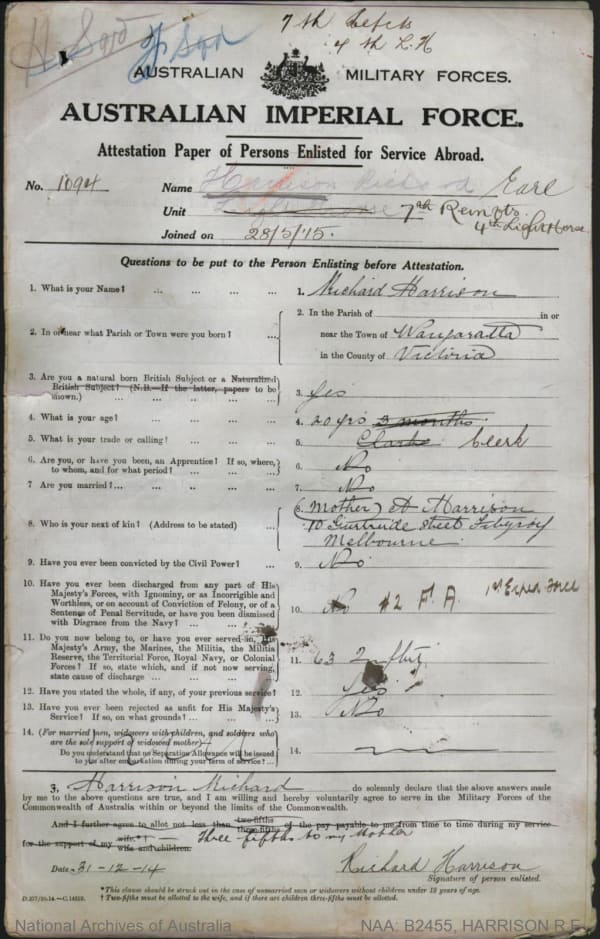 H. Sqd
7th Refcts
4th L.H
AUSTRALIAN MILITARY FORCES.
AUSTRALIAN IMPERIAL FORCE.
Attestation Paper of Persons Enlisted for Service Abroad.
No. 1094 Name Harrison Richard Earle
Unit Light Horse 7th Reinfts. 4th Light Horse
Joined on 28/5/15.
Questions to be put to the Person Enlisting before Attestation.
1. What is your Name? ... ... ... ... 1. Richard Harrison
2. In or near what Parish or Town were you born? ... 2. In the Parish of in or
near the Town of Wangaratta
in the County of Victoria
3. Are you a natural born British Subject or a Naturalized
British Subject? (N.B.—If the latter, papers to be
shown.) ... 3. Yes
4. What is your age? ... ... ... ... 4. 20 yrs 3 months
5. What is your trade or calling? ... ... ... 5. Clarke Clerk
6. Are you, or have you been, an Apprentice? If so, where,
to whom, and for what period? ... ... 6. No
7 Are you married? ... 7. No
8. Who is your next of kin? (Address to be stated) ... 8. (Mother) A Harrison
10 Gertrude Street Fitzroy
Melbourne
9. Have you ever been convicted by the Civil Power? ... 9. No
10. Have you ever been discharged from any part of His
Majesty's Forces, with Ignominy, or as Incorrigible and
Worthless, or on account of Conviction of Felony, or of a
Sentence of Penal Servitude, or have you been dismissed
with Disgrace from the Navy? ... ... 10. No #2 F. A. 1st Exped Force
11. Do you now belong to, or have you ever served in, His
Majesty's Army, the Marines, the Militia, the Militia
Reserve, the Territorial Force, Royal Navy, or Colonial
Forces? If so, state which, and if not now serving,
state cause of discharge ... ... ... 11. 63
12. Have you stated the whole, if any, of your previous service? 12. Yes
13. Have you ever been rejected as unfit for His Majesty's
Service? If so, on what grounds? ... ... ... 13. No
14. (For married men, widowers with children, and soldiers who
are the sole support of widowed mother)
Do you understand that no Separation Allowance will be issued
to you after embarkation during your term of service? ... 14.
I, Harrison Richard do solemnly declare that the above answers made
by me to the above questions are true, and I am willing and hereby voluntarily agree to serve in the Military Forces of the
Commonwealth of Australia within or beyond the limits of the Commonwealth.
And I further agree to allot not less than two-fifths three-fifths of the pay payable to me from time to time during my service
for the support of my wife.* wife and children. three-fifths to my Mother
Date 31-12-14 Richard Harrison
Signature of person enlisted.
*This clause should be struck out in the case of unmarried men or widowers without children under 18 years of age.
† Two-fifths must be allotted to the wife, and if there are children three-fifths must be allotted.
National Archives of Australia NAA: B2455, HARRISON R E